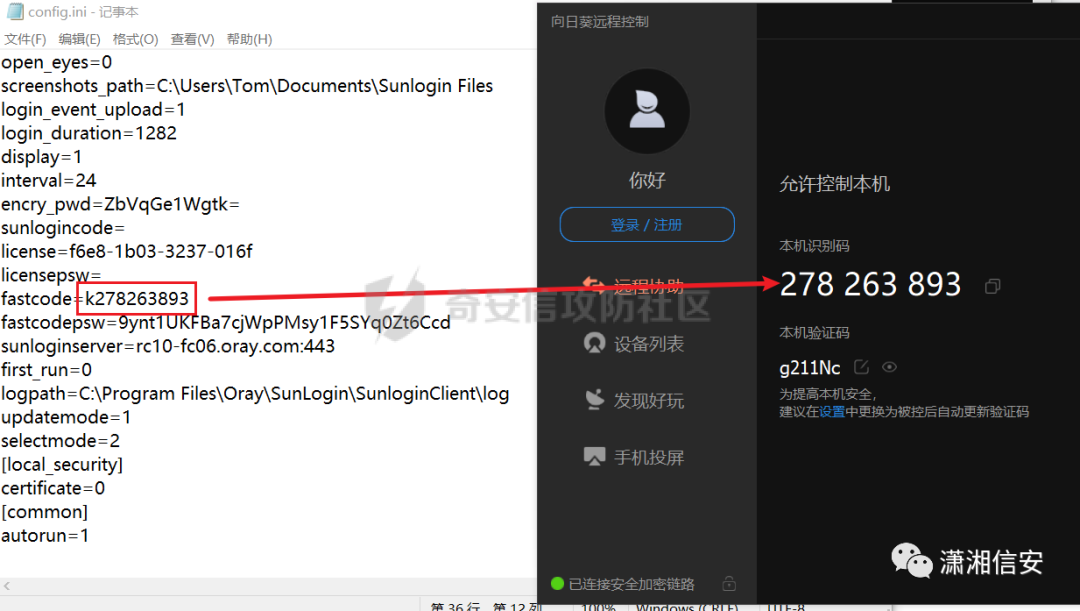 config.ini - 记事本
文件(F) 编辑(E) 格式(O) 查看(V) 帮助(H)
open_eyes=0
screenshots_path=C:\Users\Tom\Documents\Sunlogin Files
login_event_upload=1
login_duration=1282
display=1
interval=24
encry_pwd=ZbVqGe1Wgtk=
sunlogincode=
license=f6e8-1b03-3237-016f
licensepsw=
fastcode=k278263893
fastcodepsw=9ynt1UKFBa7cjWpPMsy1F5SYq0Zt6Ccd
sunloginserver=rc10-fc06.oray.com:443
first_run=0
logpath=C:\Program Files\Oray\SunLogin\SunloginClient\log
updatemode=1
selectmode=2
[local_security]
certificate=0
[common]
autorun=1
第 36 行, 第 12 列
100%
Windows (CRLF)
UTF-8
向日葵远程控制
你好
登录 / 注册
远程协助
设备列表
发现好玩
手机投屏
已连接安全加密链路
允许控制本机
本机识别码
278 263 893
本机验证码
g211Nc
为提高本机安全,
建议在设置中更换为被控后自动更新验证码
奇安信攻防社区
潇湘信安